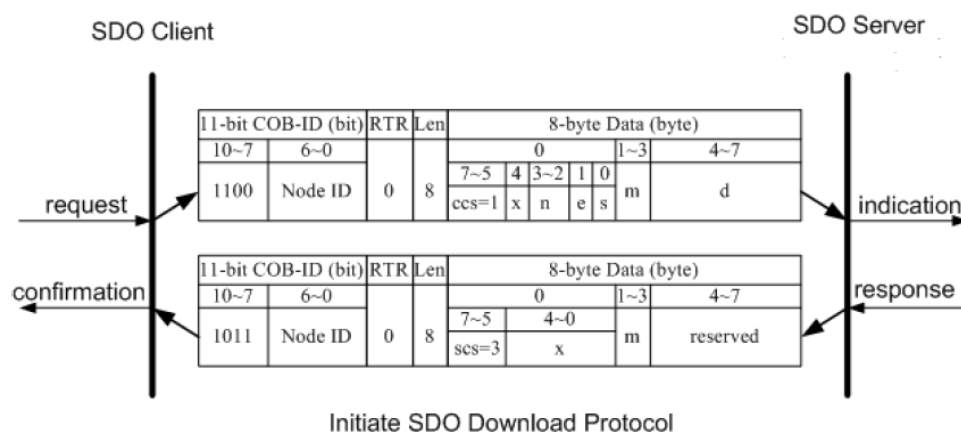 SDO Client
SDO Server
11-bit COB-ID (bit) RTR Len 8-byte Data (byte)
10~7 6~0 0 1~3 4~7
7~5 4 3~2 1 0
1100 Node ID 0 8 m d
ccs=1 x n e s
request
indication
11-bit COB-ID (bit) RTR Len 8-byte Data (byte)
confirmation
response
10~7 6~0 0 1~3 4~7
7~5 4~0
1011 Node ID 0 8 m reserved
scs=3 x
Initiate SDO Download Protocol